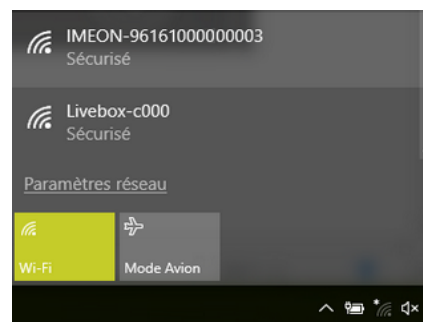 IMEON-96161000000003
Sécurisé
Livebox-c000
Sécurisé
Paramètres réseau
Wi-Fi
Mode Avion